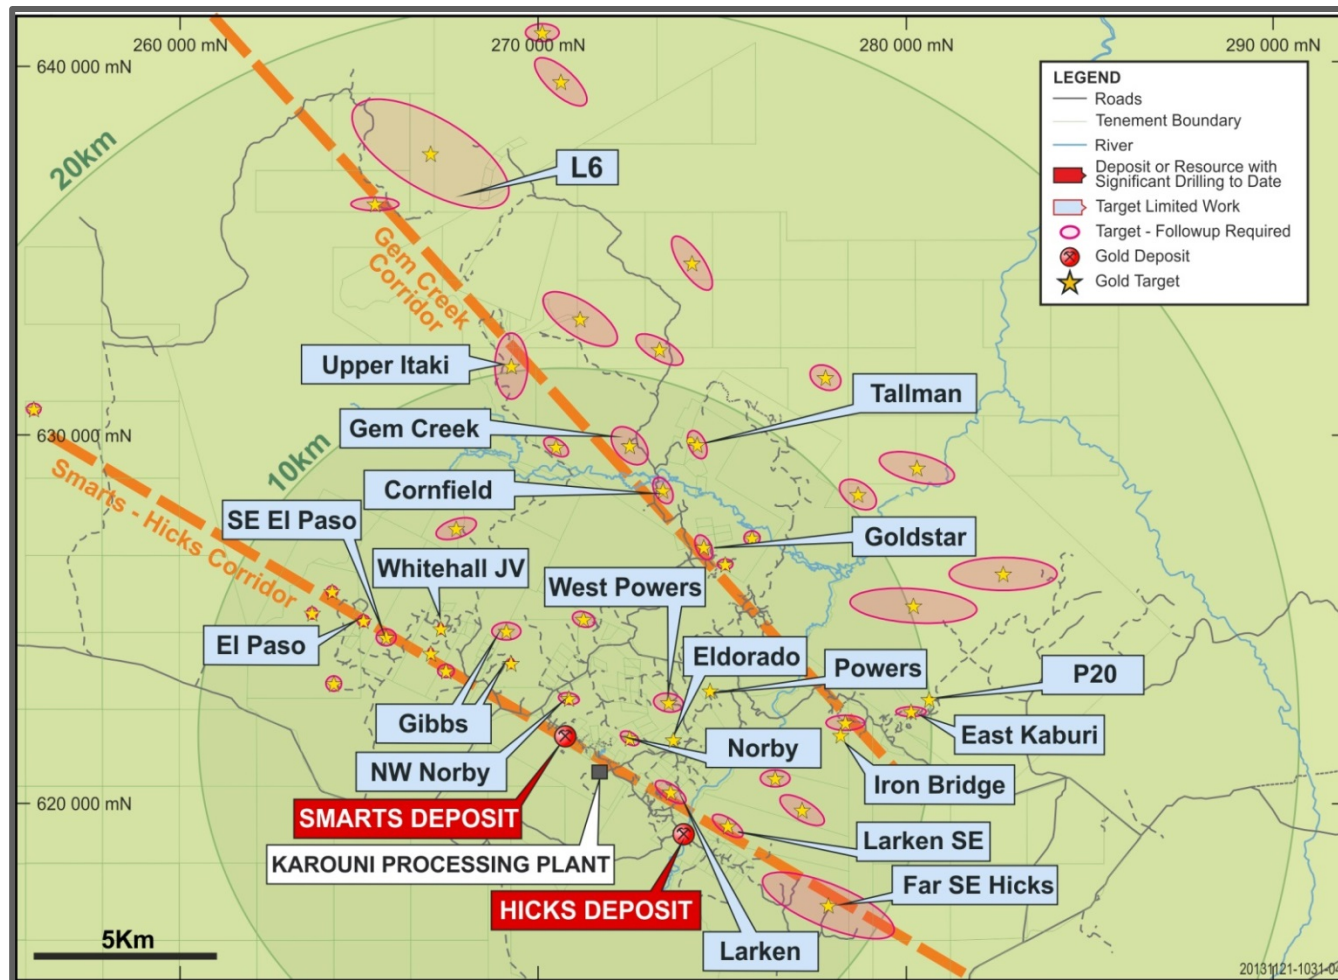 260 000 mN
270 000 mN
280 000 mN
290 000 mN
640 000 mN
630 000 mN
620 000 mN
LEGEND
Roads
Tenement Boundary
River
Deposit or Resource with
Significant Drilling to Date
Target Limited Work
Target - Followup Required
Gold Deposit
Gold Target
20km
10km
L6
Gem Creek
Corridor
Upper Itaki
Tallman
Gem Creek
Cornfield
Smarts - Hicks Corridor
SE El Paso
Goldstar
Whitehall JV
West Powers
El Paso
Eldorado
Powers
P20
Gibbs
Norby
East Kaburi
NW Norby
Iron Bridge
SMARTS DEPOSIT
Larken SE
KAROUNI PROCESSING PLANT
Far SE Hicks
HICKS DEPOSIT
Larken
5Km